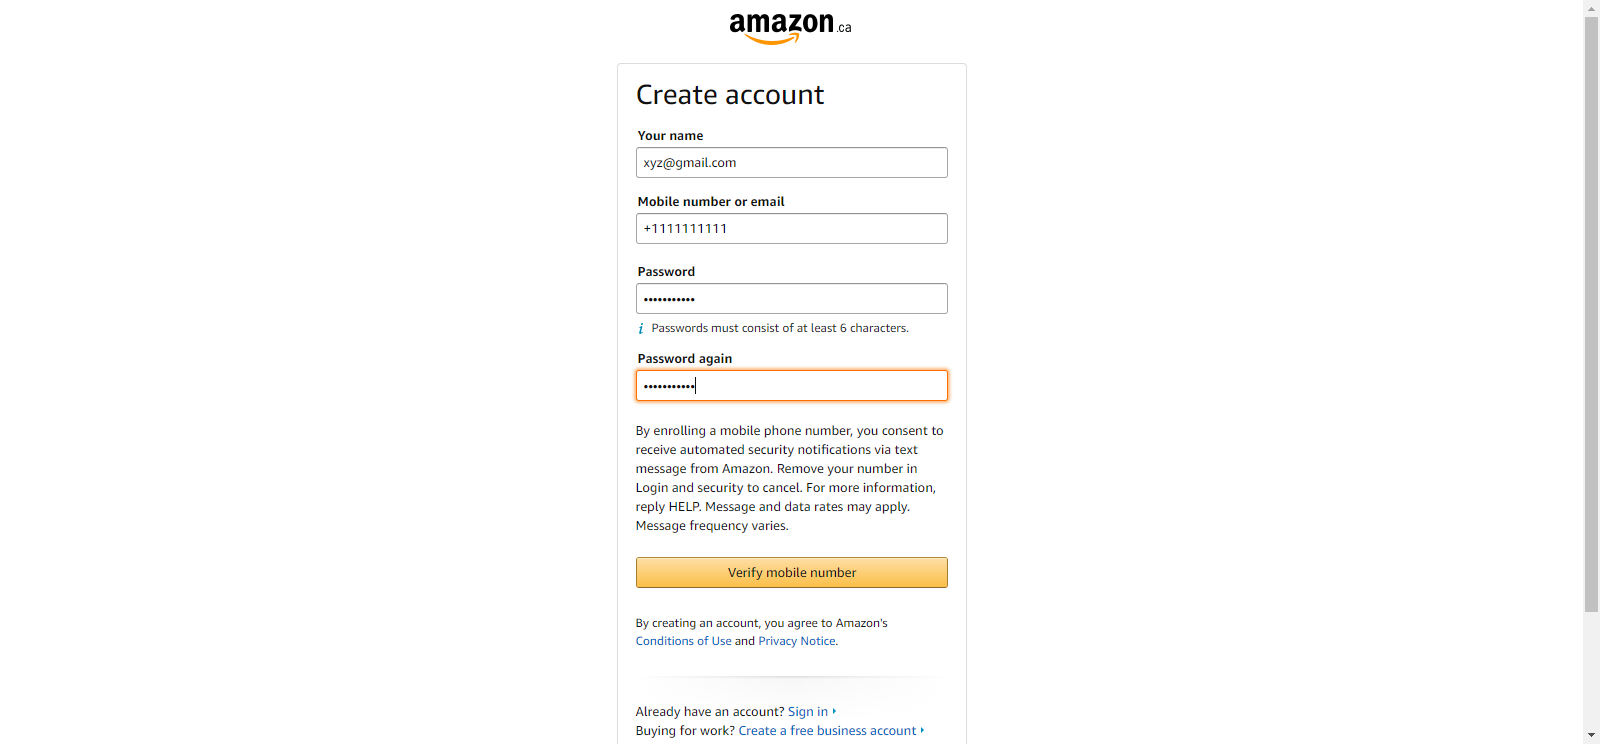 amazon.ca
Create account
Your name
xyz@gmail.com
Mobile number or email
+1111111111
Password
•••••••••••
i Passwords must consist of at least 6 characters.
Password again
•••••••••••
By enrolling a mobile phone number, you consent to
receive automated security notifications via text
message from Amazon. Remove your number in
Login and security to cancel. For more information,
reply HELP. Message and data rates may apply.
Message frequency varies.
Verify mobile number
By creating an account, you agree to Amazon's
Conditions of Use and Privacy Notice.
Already have an account? Sign in
Buying for work? Create a free business account